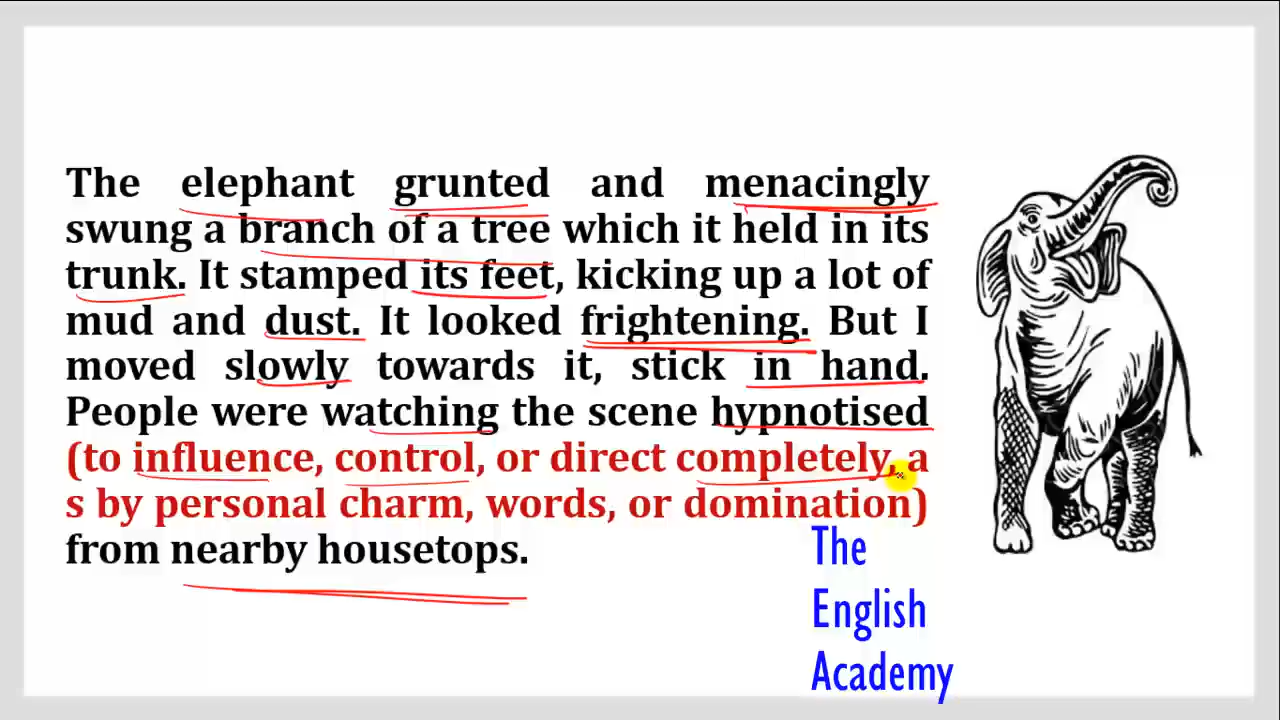 The elephant grunted and menacingly
swung a branch of a tree which it held in its
trunk. It stamped its feet, kicking up a lot of
mud and dust. It looked frightening. But I
moved slowly towards it, stick in hand.
People were watching the scene hypnotised
(to influence, control, or direct completely, a
s by personal charm, words, or domination)
from nearby housetops.
The
English
Academy